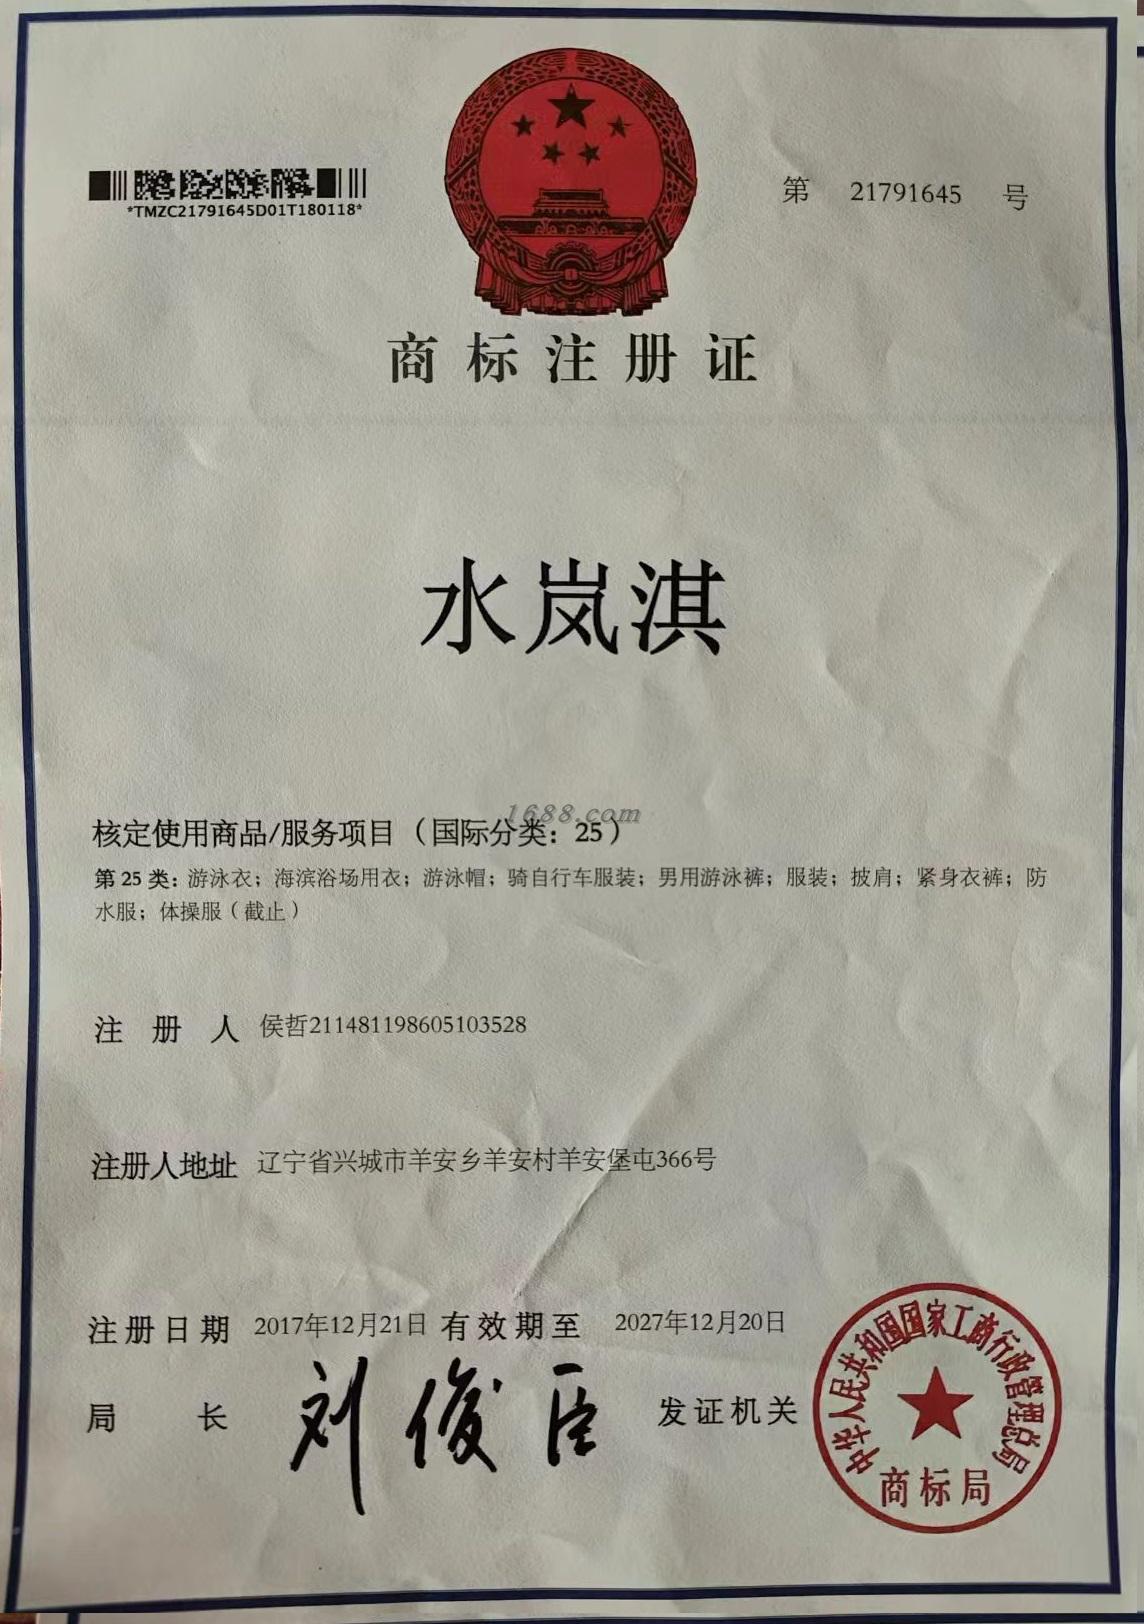 *TMZC21791645D01T180118*
第 21791645 号
商标注册证
水岚淇
1688.com
核定使用商品/服务项目（国际分类：25）
第 25 类：游泳衣；海滨浴场用衣；游泳帽；骑自行车服装；男用游泳裤；服装；披肩；紧身衣裤；防
水服；体操服（截止）
注册人 侯哲211481198605103528
注册人地址 辽宁省兴城市羊安乡羊安村羊安堡屯366号
注册日期 2017年12月21日 有效期至 2027年12月20日
局长 刘俊臣 发证机关
中华人民共和国国家工商行政管理总局
商标局